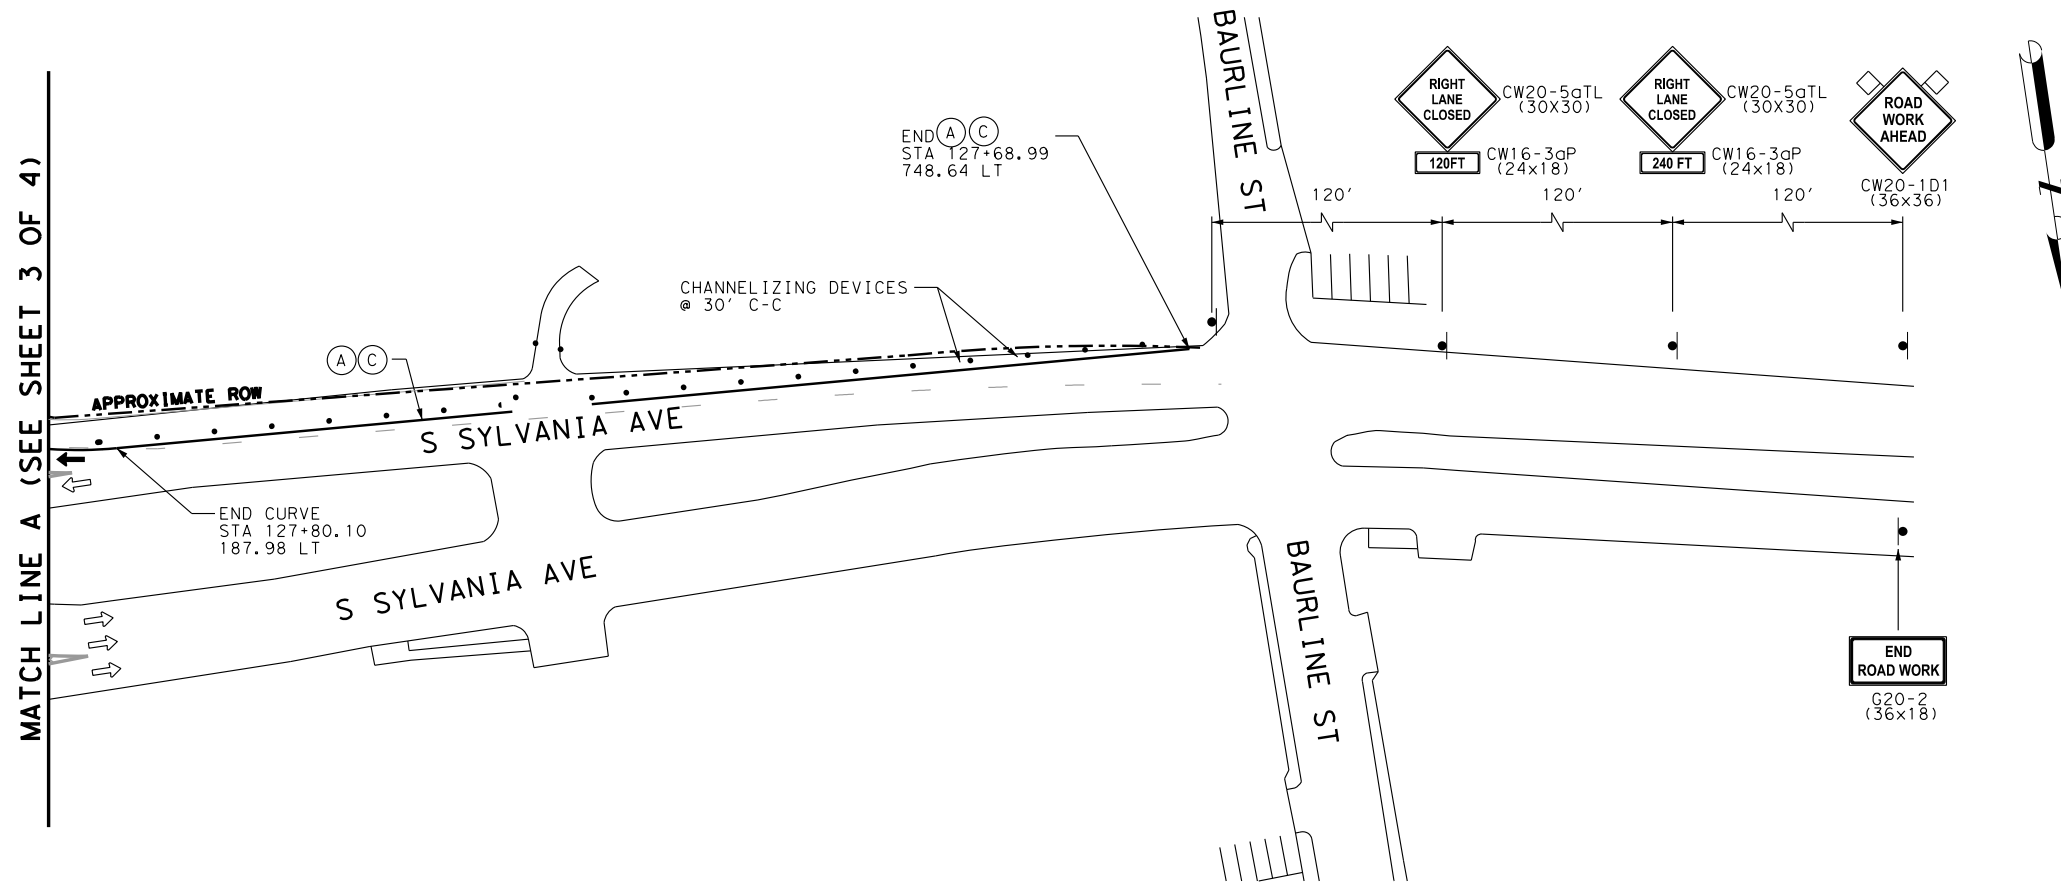 MATCH LINE A (SEE SHEET 3 OF 4)
BAURLINE ST
RIGHT
LANE
CLOSED
120FT
CW20-5aTL
(30X30)
CW16-3aP
(24x18)
RIGHT
LANE
CLOSED
240 FT
CW20-5aTL
(30X30)
CW16-3aP
(24x18)
ROAD
WORK
AHEAD
CW20-1D1
(36x36)
120'
120'
120'
END A C
STA 127+68.99
748.64 LT
CHANNELIZING DEVICES
@ 30' C-C
A C
APPROXIMATE ROW
S SYLVANIA AVE
END CURVE
STA 127+80.10
187.98 LT
S SYLVANIA AVE
BAURLINE ST
END
ROAD WORK
G20-2
(36x18)